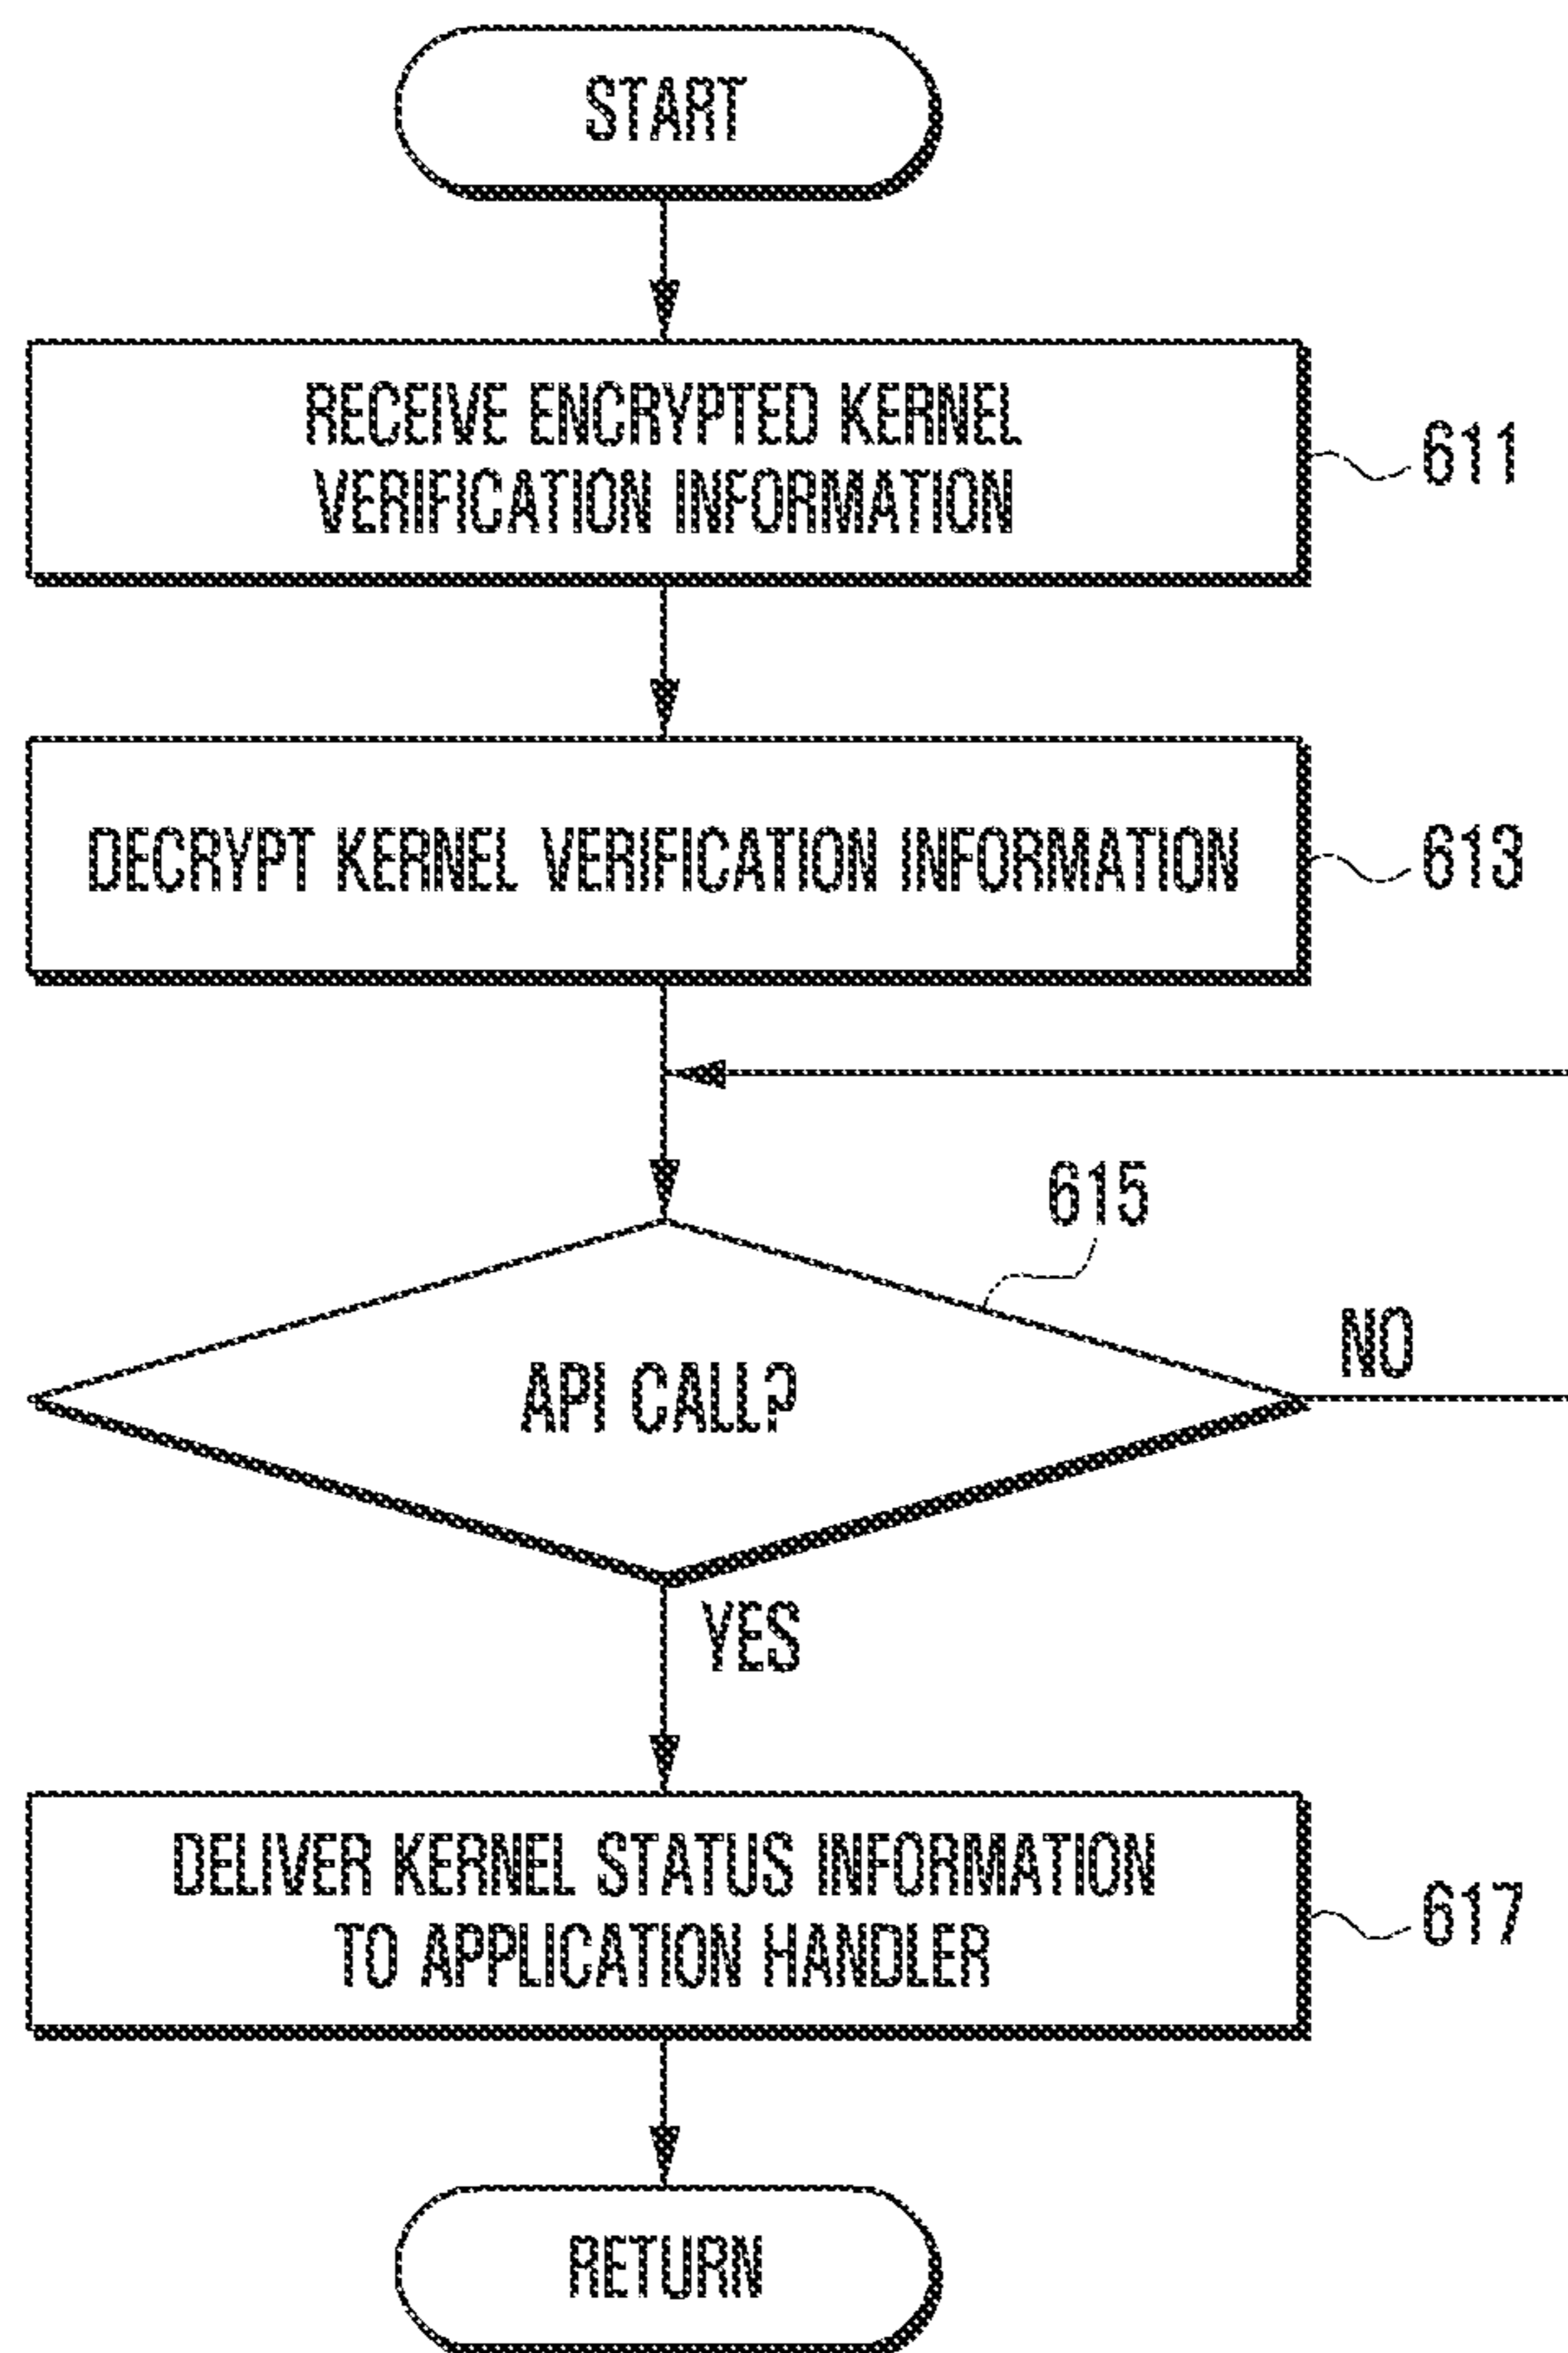 START
RECEIVE ENCRYPTED KERNEL
VERIFICATION INFORMATION
611
DECRYPT KERNEL VERIFICATION INFORMATION
613
615
API CALL?
NO
YES
DELIVER KERNEL STATUS INFORMATION
TO APPLICATION HANDLER
617
RETURN